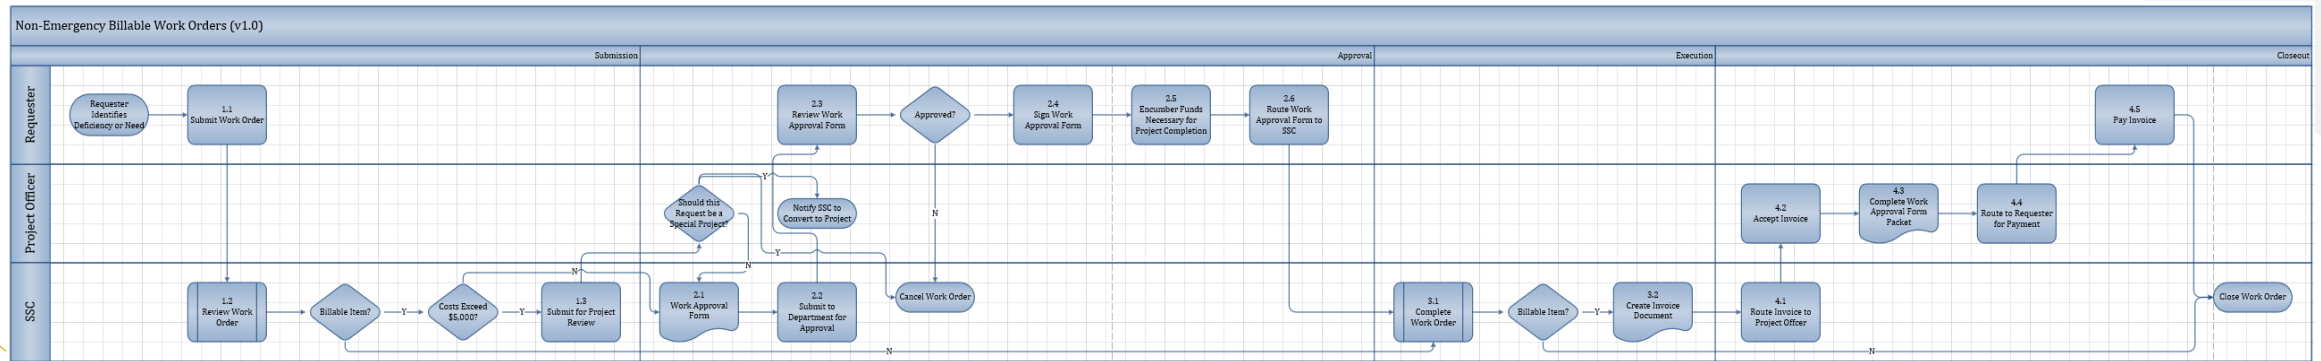 Non-Emergency Billable Work Orders (v1.0)
Submission
Approval
Execution
Closeout
Requester
Requester
Identifies
Deficiency or Need
1.1
Submit Work Order
2.3
Review Work
Approval Form
Approved?
2.4
Sign Work
Approval Form
2.5
Encumber Funds
Necessary for
Project Completion
2.6
Route Work
Approval Form to
SSC
4.5
Pay Invoice
Project Officer
Should this
Request be a
Special Project?
Y
Notify SSC to
Convert to Project
N
Y
N
4.2
Accept Invoice
4.3
Complete Work
Approval Form
Packet
4.4
Route to Requester
for Payment
SSC
1.2
Review Work
Order
Billable Item?
Y
Costs Exceed
$5,000?
Y
N
1.3
Submit for Project
Review
2.1
Work Approval
Form
2.2
Submit to
Department for
Approval
Cancel Work Order
N
3.1
Complete
Work Order
Billable Item?
Y
3.2
Create Invoice
Document
4.1
Route Invoice to
Project Offcer
N
Close Work Order